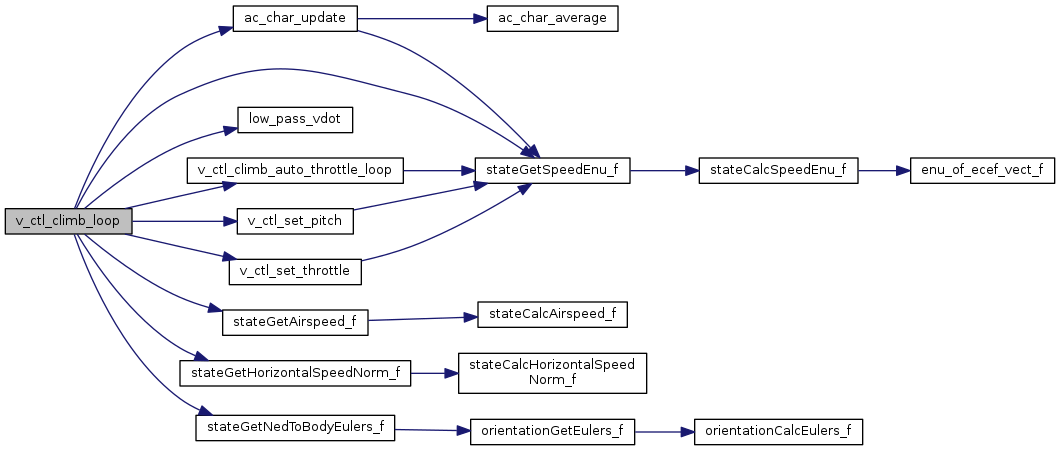 ac_char_update
ac_char_average
low_pass_vdot
v_ctl_climb_auto_throttle_loop
stateGetSpeedEnu_f
stateCalcSpeedEnu_f
enu_of_ecef_vect_f
v_ctl_climb_loop
v_ctl_set_pitch
v_ctl_set_throttle
stateGetAirspeed_f
stateCalcAirspeed_f
stateGetHorizontalSpeedNorm_f
stateCalcHorizontalSpeed
Norm_f
stateGetNedToBodyEulers_f
orientationGetEulers_f
orientationCalcEulers_f